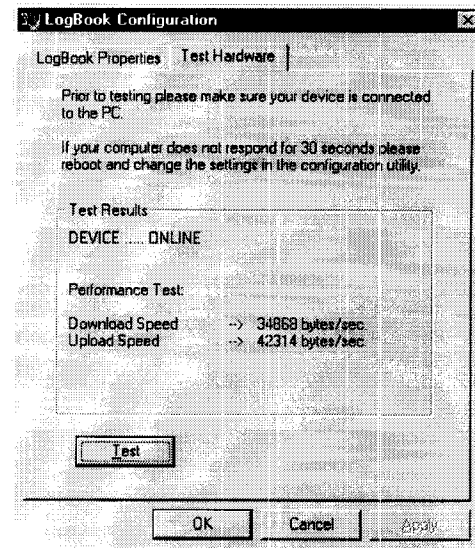 LogBook Configuration
LogBook Properties
Test Hardware
Prior to testing please make sure your device is connected
to the PC.
If your computer does not respond for 30 seconds please
reboot and change the settings in the configuration utility.
Test Results
DEVICE ..... ONLINE
Performance Test:
Download Speed --> 34868 bytes/sec.
Upload Speed --> 42314 bytes/sec.
Test
OK
Cancel
Apply